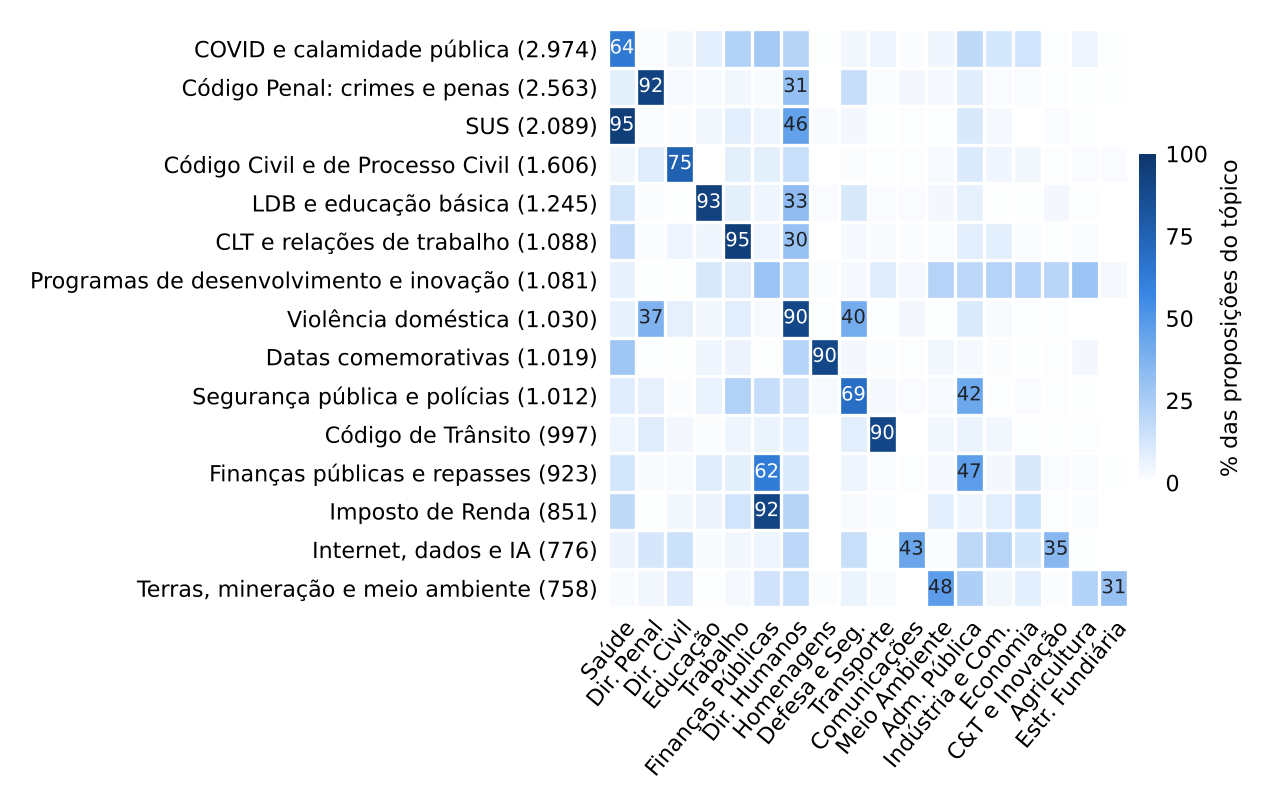 COVID e calamidade pública (2.974) 64
Código Penal: crimes e penas (2.563) 92 31
SUS (2.089) 95 46
Código Civil e de Processo Civil (1.606) 75
LDB e educação básica (1.245) 93 33
CLT e relações de trabalho (1.088) 95 30
Programas de desenvolvimento e inovação (1.081)
Violência doméstica (1.030) 37 90 40
Datas comemorativas (1.019) 90
Segurança pública e polícias (1.012) 69 42
Código de Trânsito (997) 90
Finanças públicas e repasses (923) 62 47
Imposto de Renda (851) 92
Internet, dados e IA (776) 43 35
Terras, mineração e meio ambiente (758) 48 31
Saúde
Dir. Penal
Dir. Civil
Educação
Trabalho
Finanças Públicas
Dir. Humanos
Homenagens
Defesa e Seg.
Transporte
Comunicações
Meio Ambiente
Adm. Pública
Indústria e Com.
Economia
C&T e Inovação
Agricultura
Estr. Fundiária
100
75
50
25
0
% das proposições do tópico